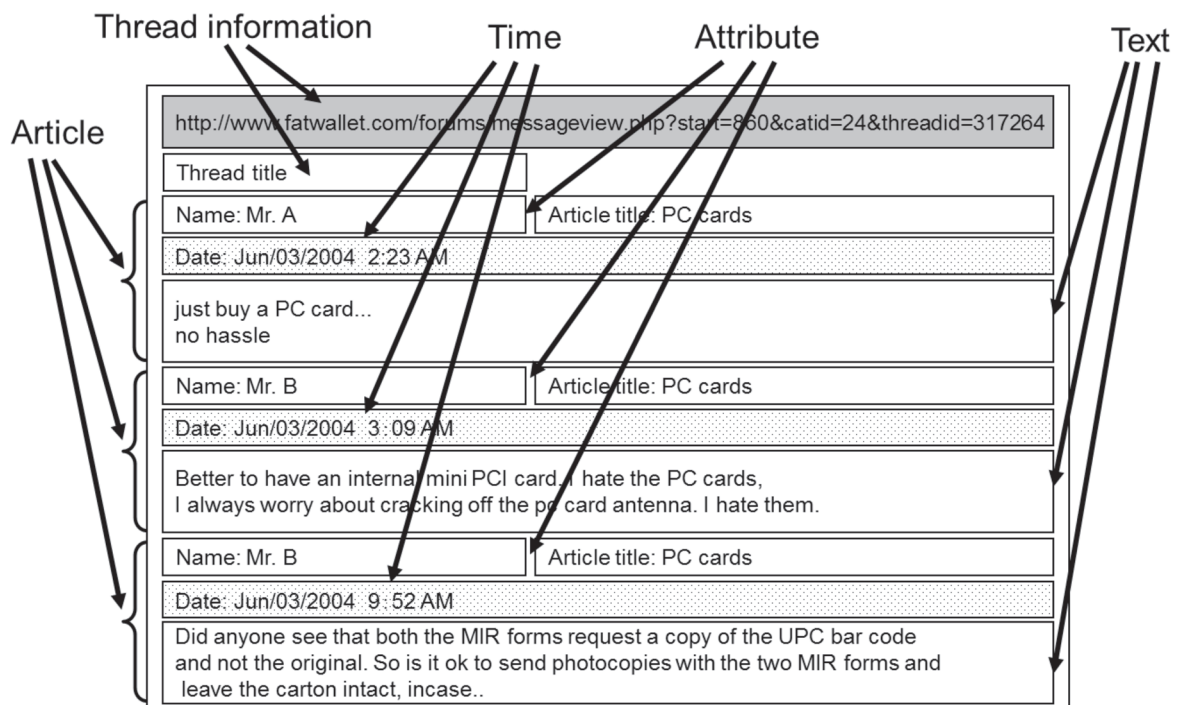 Thread information
Time
Attribute
Text
Article
http://www.fatwallet.com/forums/messageview.php?start=860&catid=24&threadid=317264
Thread title
Name: Mr. A
Article title: PC cards
Date: Jun/03/2004 2:23 AM
just buy a PC card...
no hassle
Name: Mr. B
Article title: PC cards
Date: Jun/03/2004 3:09 AM
Better to have an internal mini PCI card. I hate the PC cards,
I always worry about cracking off the pc card antenna. I hate them.
Name: Mr. B
Article title: PC cards
Date: Jun/03/2004 9:52 AM
Did anyone see that both the MIR forms request a copy of the UPC bar code
and not the original. So is it ok to send photocopies with the two MIR forms and
leave the carton intact, incase..